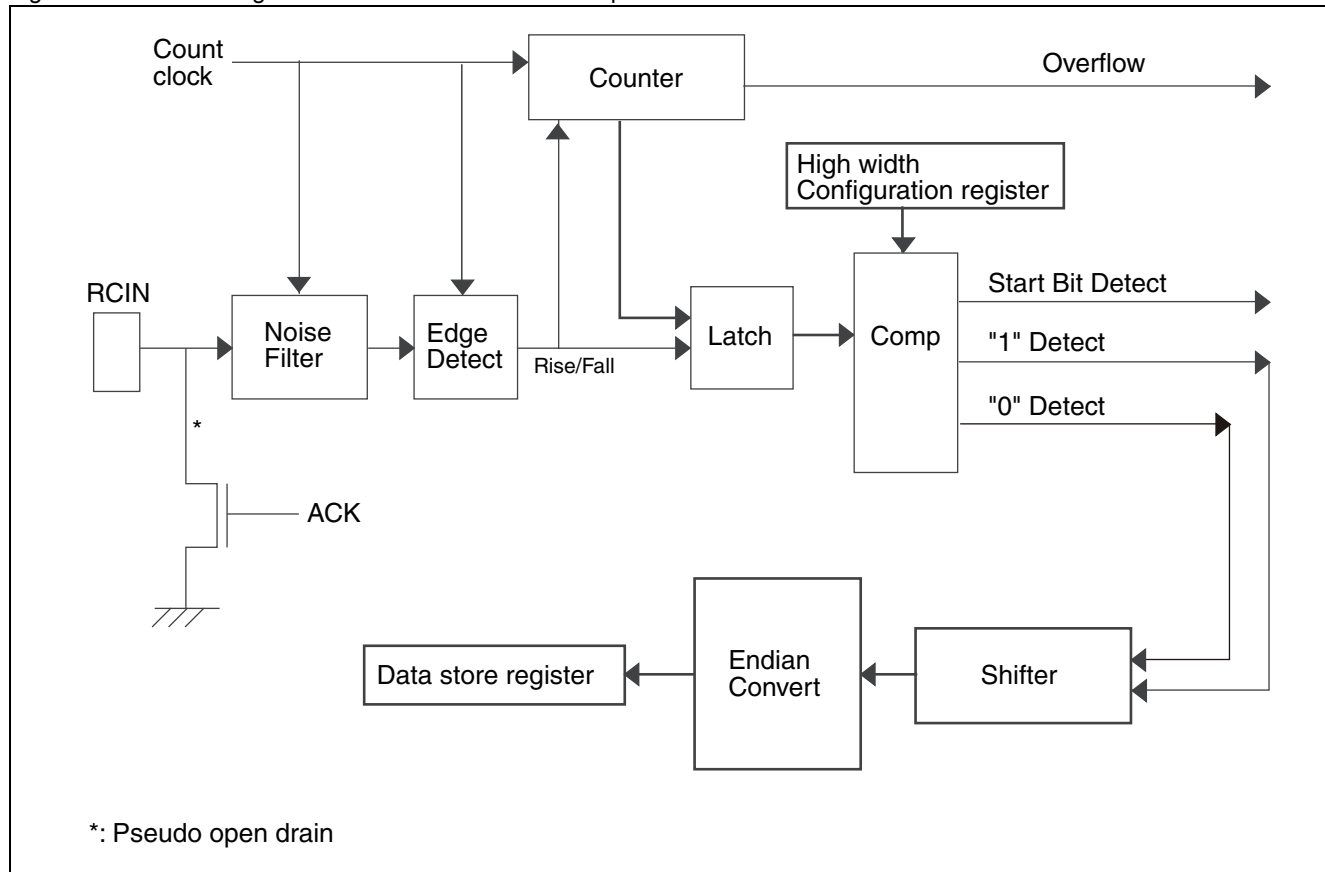 Count
clock
Counter
Overflow
High width
Configuration register
RCIN
Noise
Filter
Edge
Detect
Rise/Fall
Latch
Comp
Start Bit Detect
"1" Detect
"0" Detect
*
ACK
Data store register
Endian
Convert
Shifter
*: Pseudo open drain